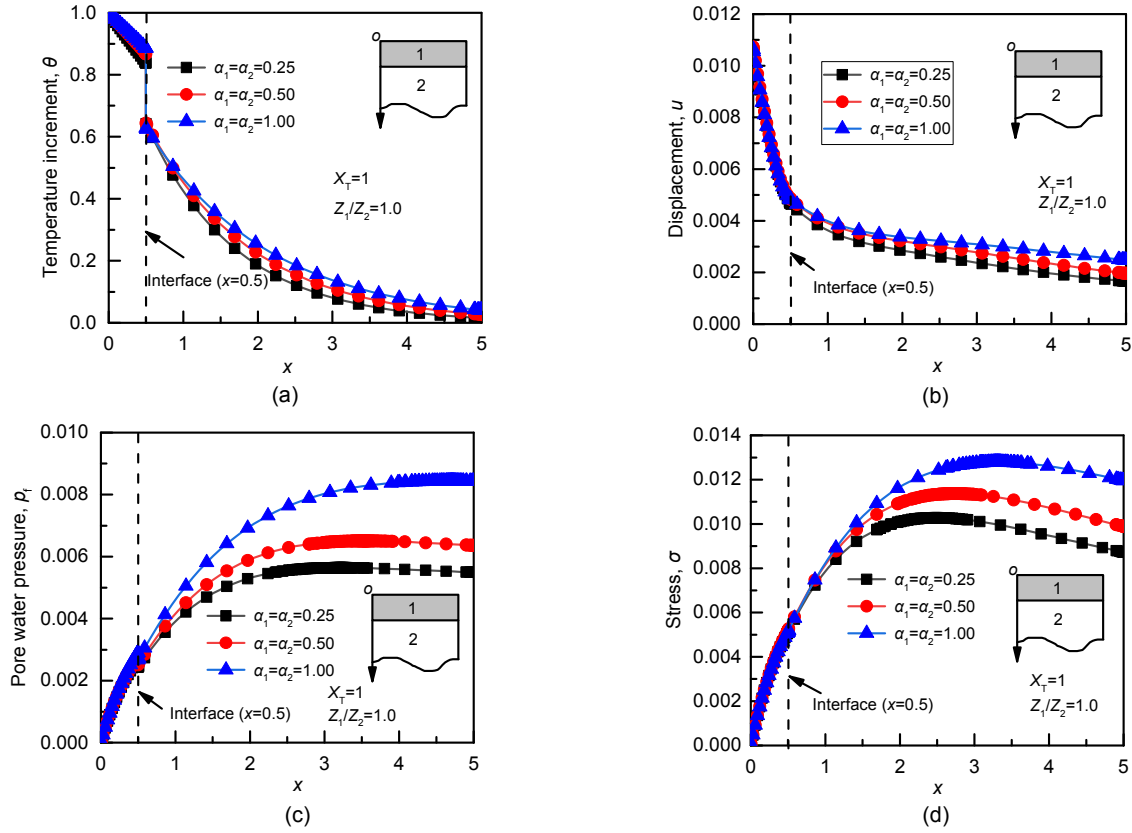 1.0
0.8
0.6
0.4
0.2
0.0
Temperature increment, θ
α₁=α₂=0.25
α₁=α₂=0.50
α₁=α₂=1.00
o
1
2
X_T=1
Z₁/Z₂=1.0
Interface (x=0.5)
0 1 2 3 4 5
x
(a)
0.012
0.010
0.008
0.006
0.004
0.002
0.000
Displacement, u
α₁=α₂=0.25
α₁=α₂=0.50
α₁=α₂=1.00
o
1
2
X_T=1
Z₁/Z₂=1.0
Interface (x=0.5)
0 1 2 3 4 5
x
(b)
0.010
0.008
0.006
0.004
0.002
0.000
Pore water pressure, p_f
α₁=α₂=0.25
α₁=α₂=0.50
α₁=α₂=1.00
o
1
2
X_T=1
Z₁/Z₂=1.0
Interface (x=0.5)
0 1 2 3 4 5
x
(c)
0.014
0.012
0.010
0.008
0.006
0.004
0.002
0.000
Stress, σ
α₁=α₂=0.25
α₁=α₂=0.50
α₁=α₂=1.00
o
1
2
X_T=1
Z₁/Z₂=1.0
Interface (x=0.5)
0 1 2 3 4 5
x
(d)